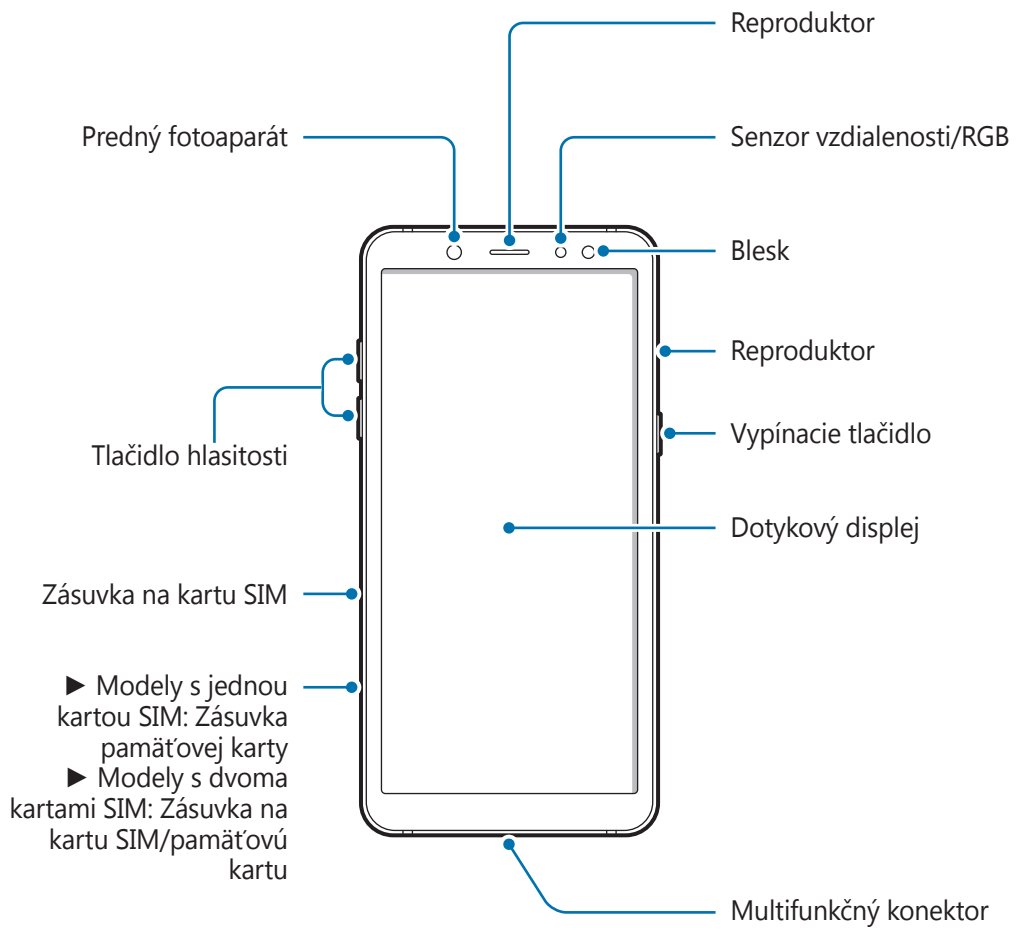 Reproduktor
Predný fotoaparát
Senzor vzdialenosti/RGB
Blesk
Reproduktor
Vypínacie tlačidlo
Tlačidlo hlasitosti
Dotykový displej
Zásuvka na kartu SIM
► Modely s jednou
kartou SIM: Zásuvka
pamäťovej karty
► Modely s dvoma
kartami SIM: Zásuvka na
kartu SIM/pamäťovú
kartu
Multifunkčný konektor